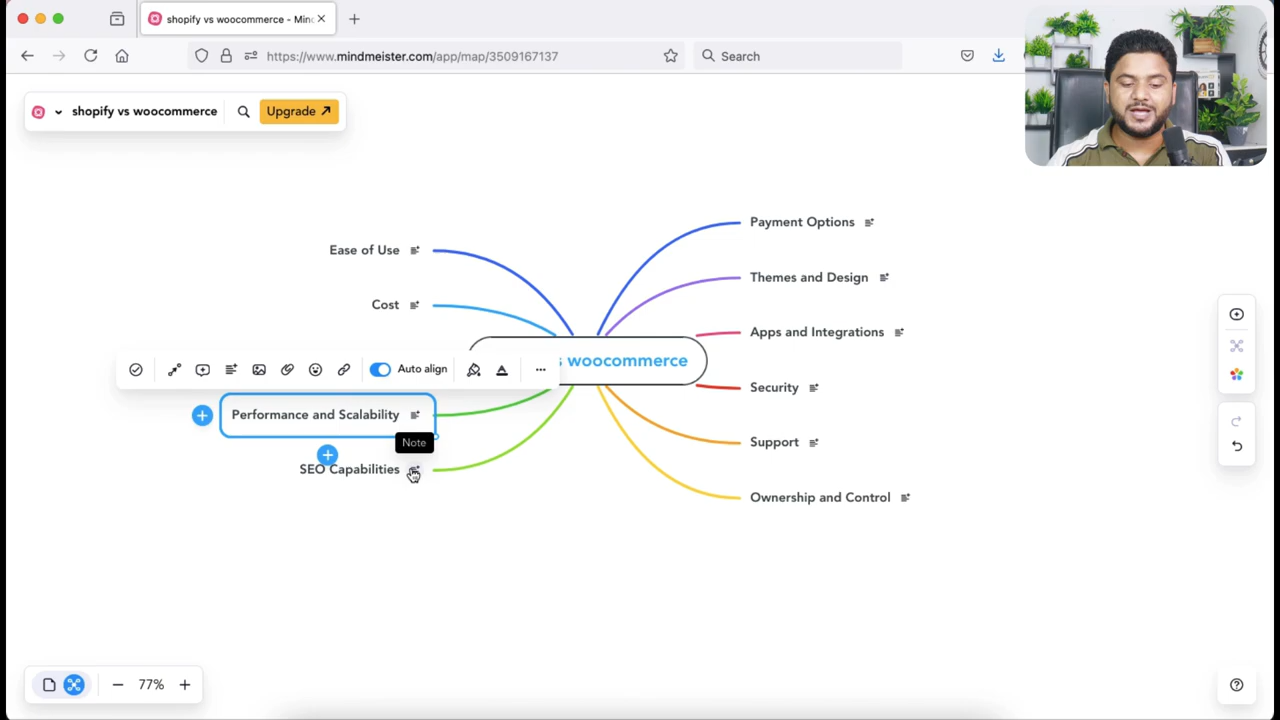 shopify vs woocommerce - Min
https://www.mindmeister.com/app/map/3509167137
Search
shopify vs woocommerce
Upgrade
Payment Options
Ease of Use
Themes and Design
Cost
Apps and Integrations
s woocommerce
Auto align
Security
Performance and Scalability
Note
Support
SEO Capabilities
Ownership and Control
77%